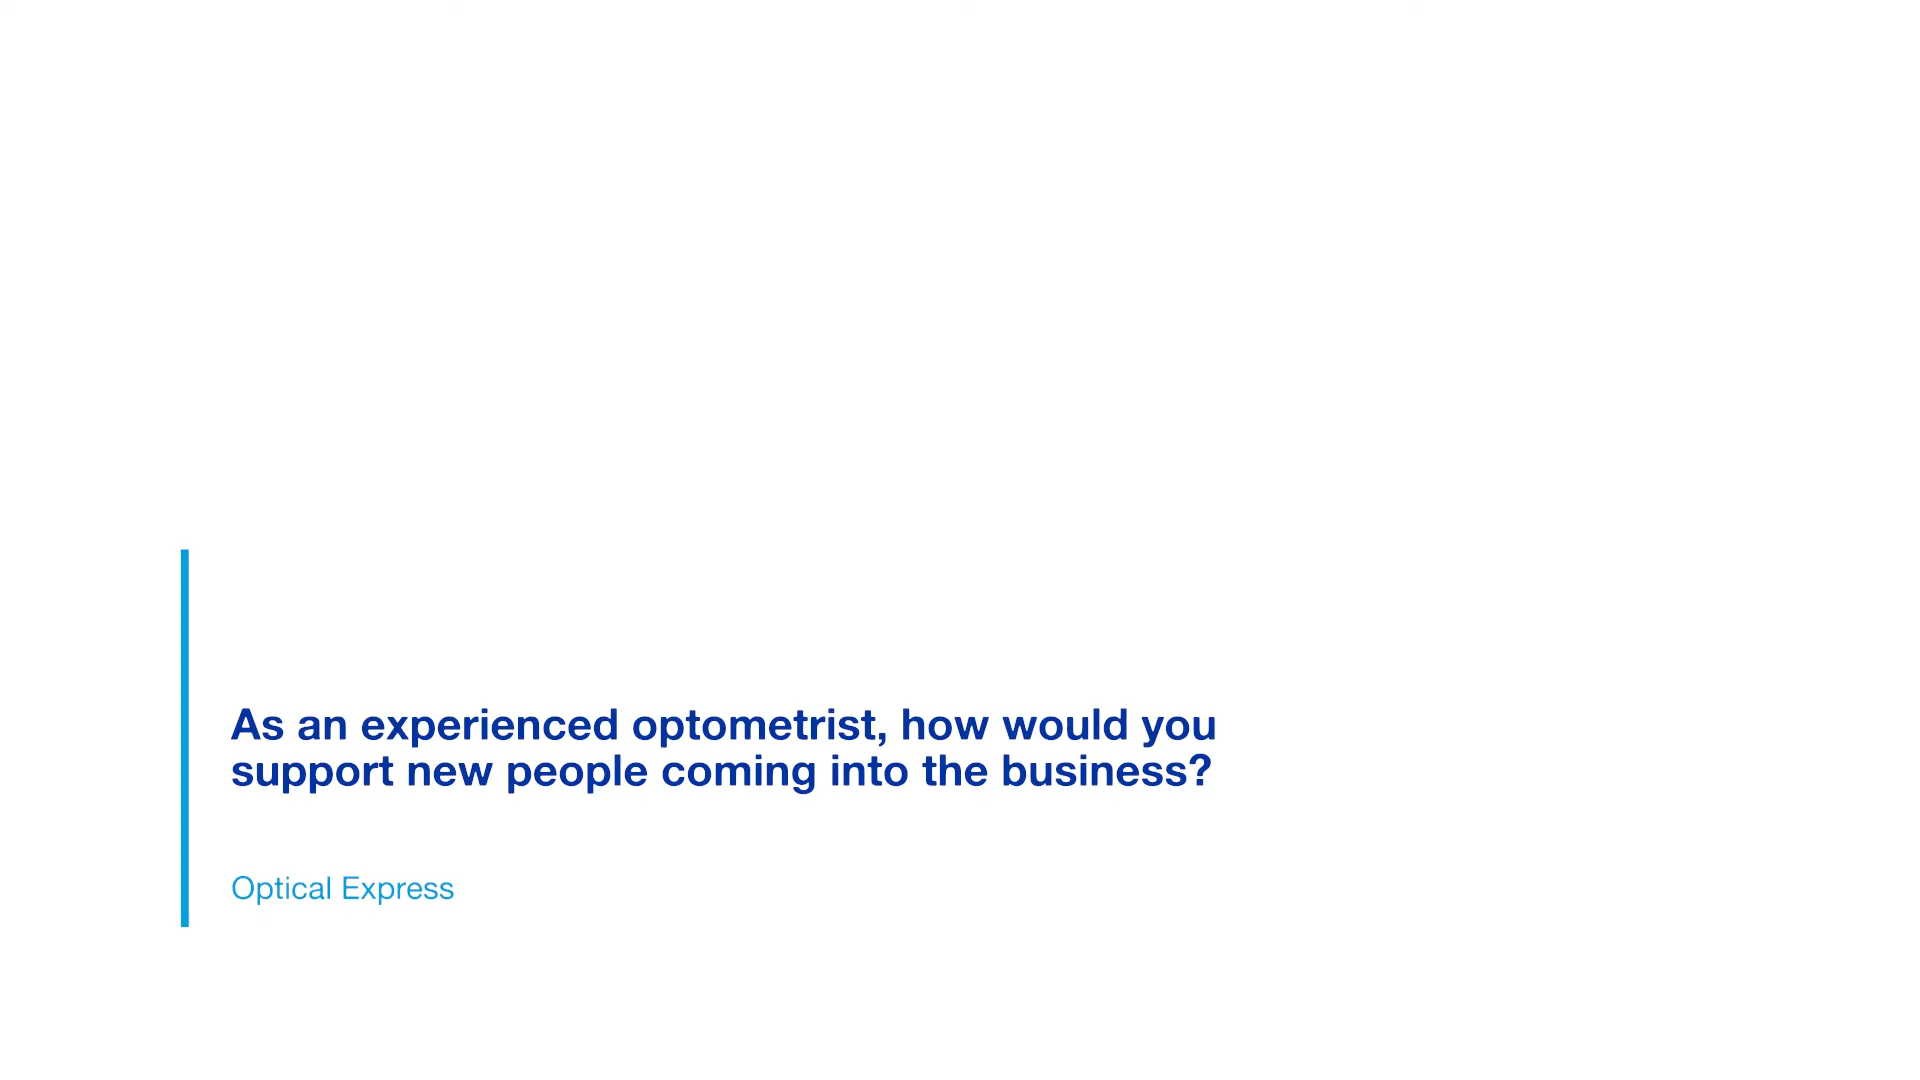 As an experienced optometrist, how would you
support new people coming into the business?
Optical Express